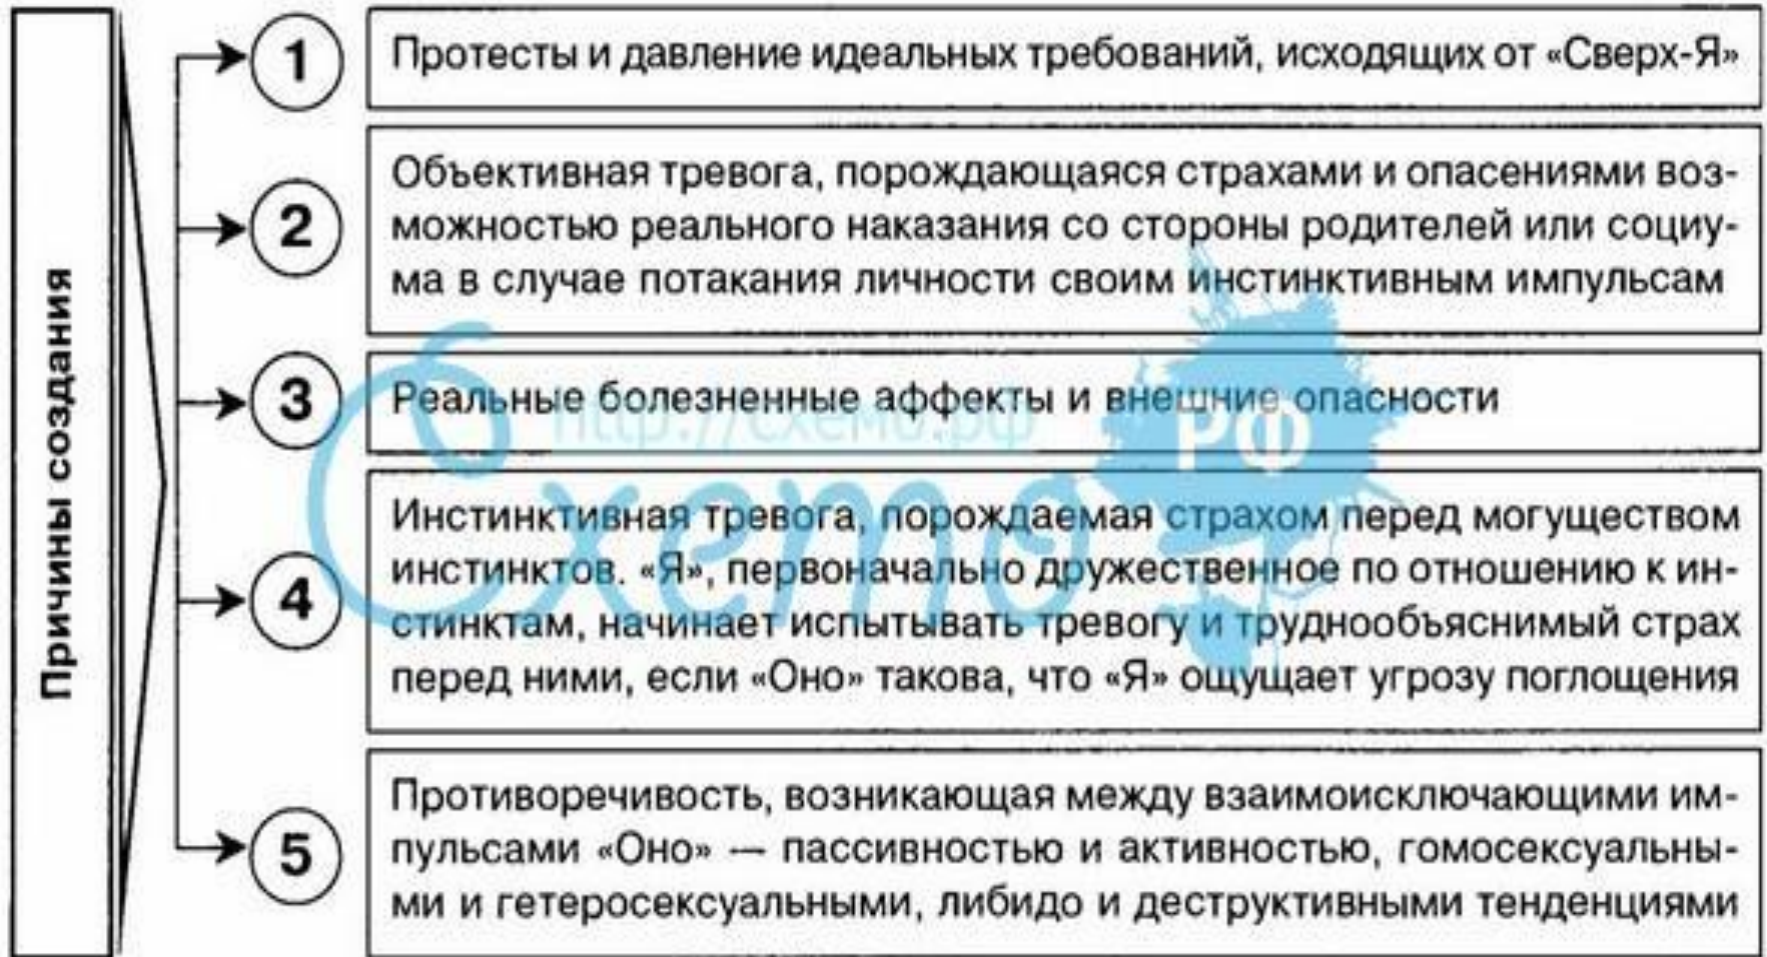 Причины создания
1
Протесты и давление идеальных требований, исходящих от «Сверх-Я»
2
Объективная тревога, порождающаяся страхами и опасениями воз-
можностью реального наказания со стороны родителей или социу-
ма в случае потакания личности своим инстинктивным импульсам
3
Реальные болезненные аффекты и внешние опасности
http://схемо.рф
Схемо
РФ
4
Инстинктивная тревога, порождаемая страхом перед могуществом
инстинктов. «Я», первоначально дружественное по отношению к ин-
стинктам, начинает испытывать тревогу и труднообъяснимый страх
перед ними, если «Оно» такова, что «Я» ощущает угрозу поглощения
5
Противоречивость, возникающая между взаимоисключающими им-
пульсами «Оно» — пассивностью и активностью, гомосексуальны-
ми и гетеросексуальными, либидо и деструктивными тенденциями